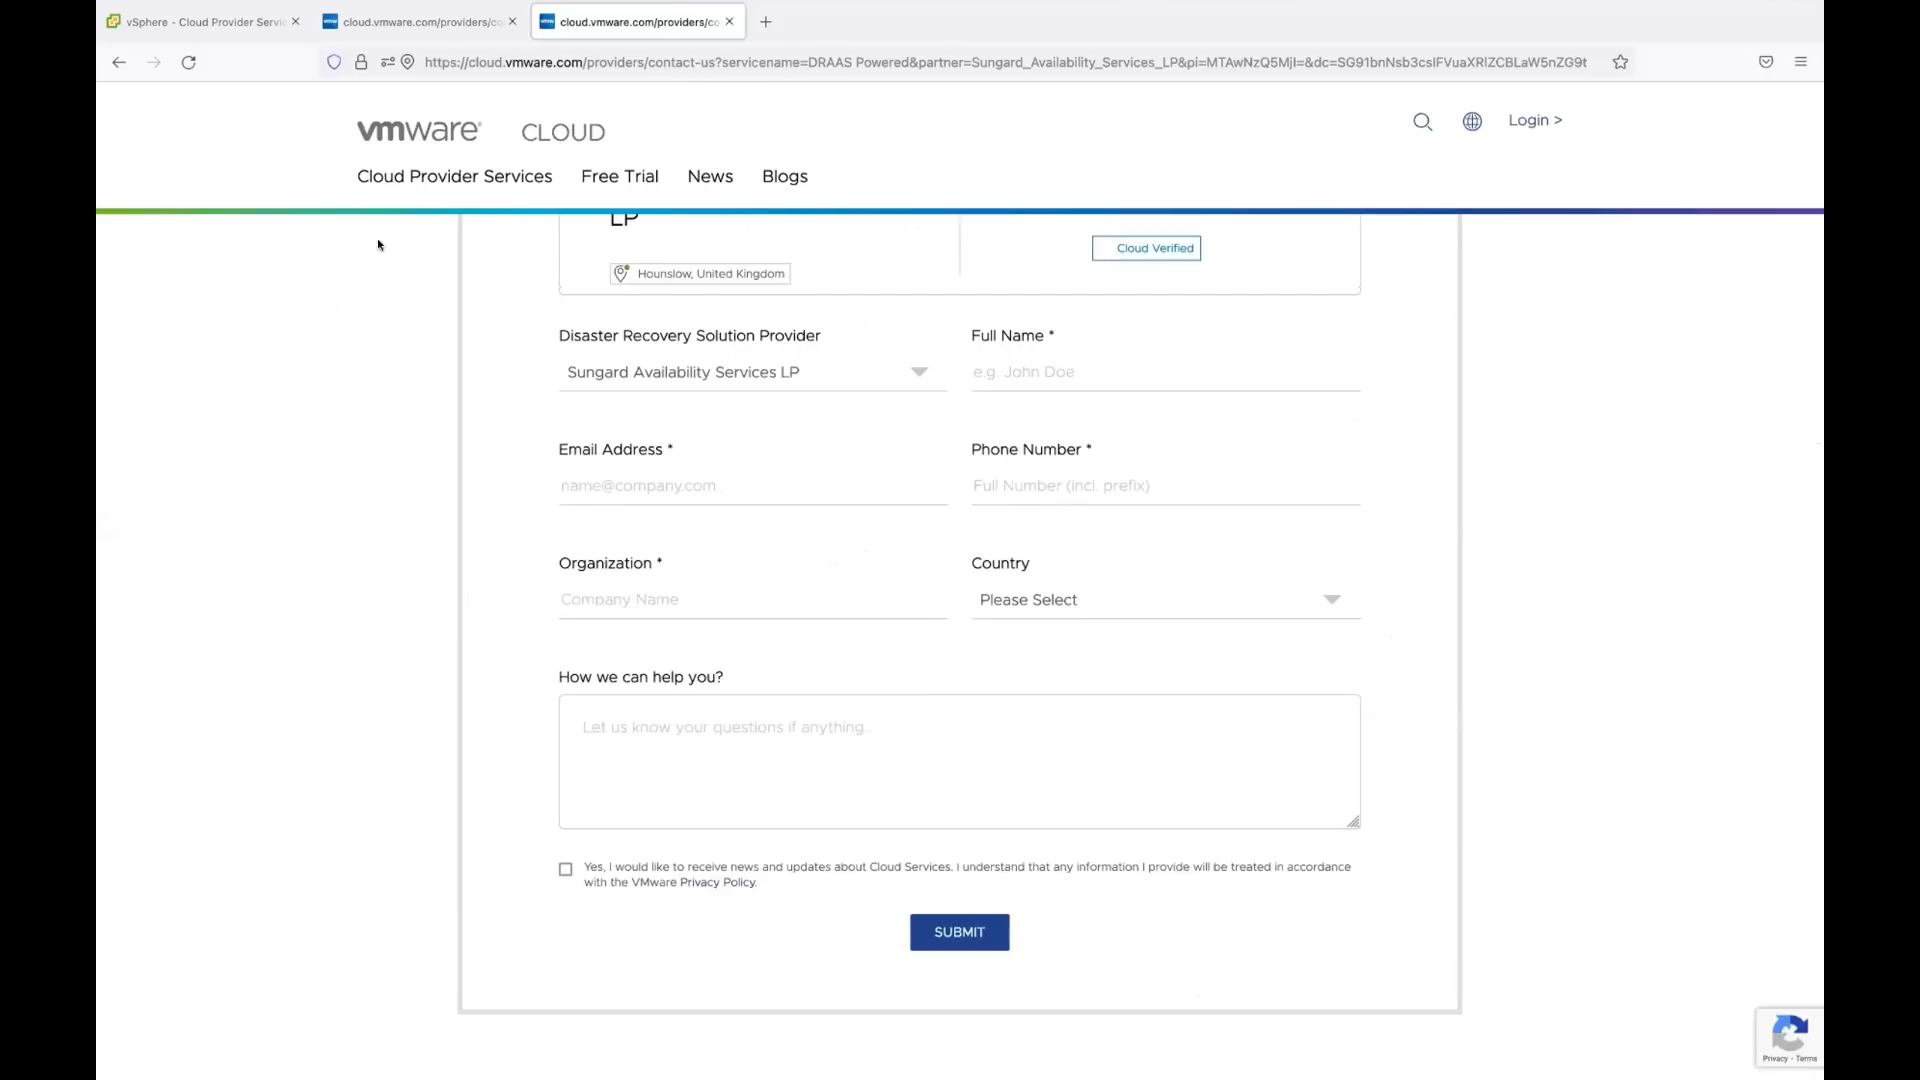 vSphere - Cloud Provider Servic
cloud.vmware.com/providers/co
cloud.vmware.com/providers/co
https://cloud.vmware.com/providers/contact-us?servicename=DRAAS Powered&partner=Sungard_Availability_Services_LP&pi=MTAwNzQ5MjI=&dc=SG91bnNsb3csIFVuaXRlZCBLaW5nZG9t
vmware® CLOUD
Login >
Cloud Provider Services Free Trial News Blogs
LP
Cloud Verified
Hounslow, United Kingdom
Disaster Recovery Solution Provider
Full Name *
Sungard Availability Services LP
e.g. John Doe
Email Address *
Phone Number *
name@company.com
Full Number (incl. prefix)
Organization *
Country
Company Name
Please Select
How we can help you?
Let us know your questions if anything..
Yes, I would like to receive news and updates about Cloud Services. I understand that any information I provide will be treated in accordance
with the VMware Privacy Policy.
SUBMIT
Privacy - Terms